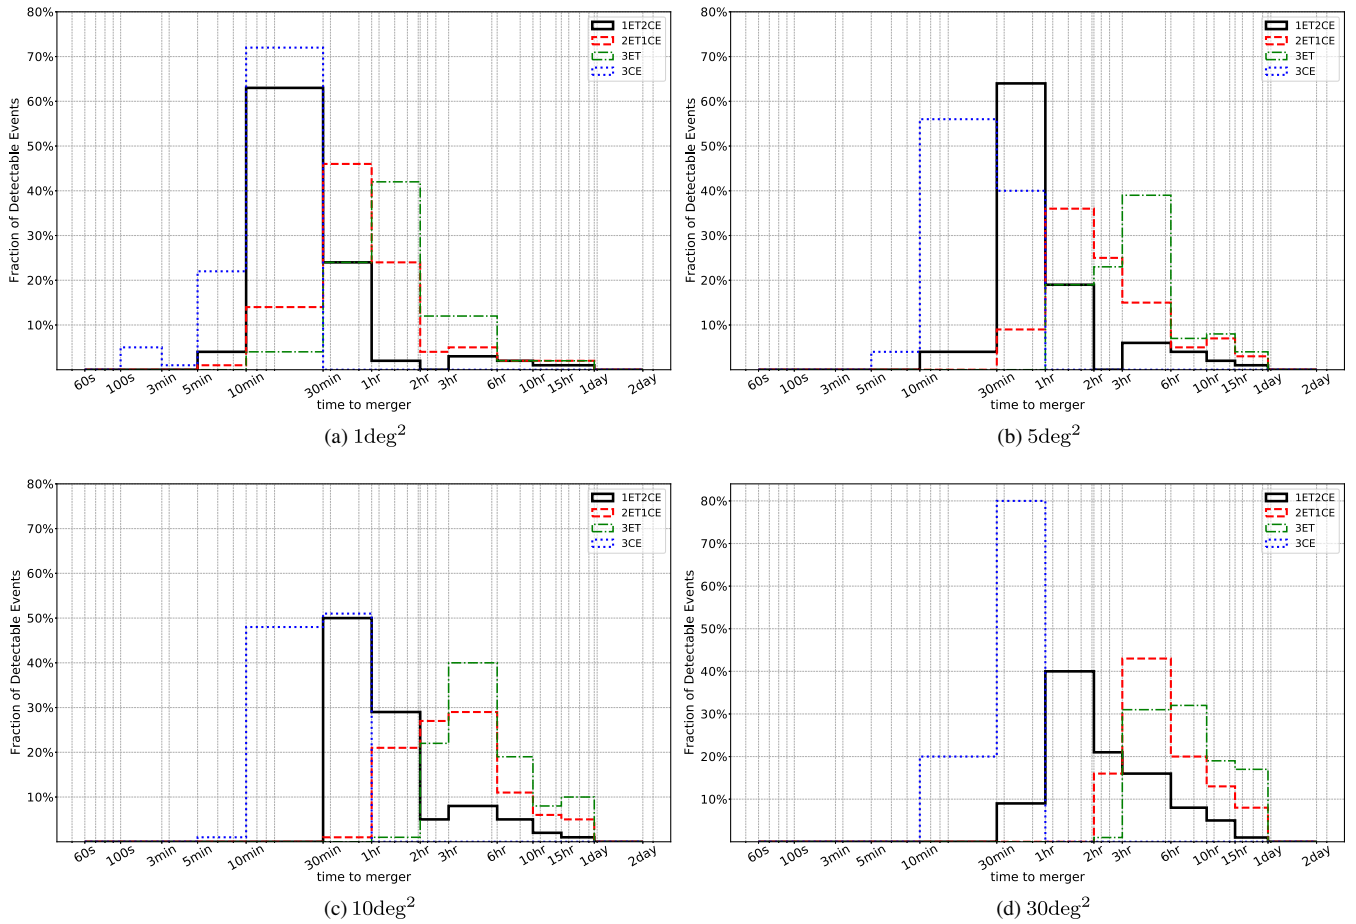 80%
70%
60%
50%
40%
30%
20%
10%
Fraction of Detectable Events
1ET2CE
2ET1CE
3ET
3CE
60s 100s 3min 5min 10min 30min 1hr 2hr 3hr 6hr 10hr 15hr 1day 2day
time to merger
(a) 1deg²
80%
70%
60%
50%
40%
30%
20%
10%
Fraction of Detectable Events
1ET2CE
2ET1CE
3ET
3CE
60s 100s 3min 5min 10min 30min 1hr 2hr 3hr 6hr 10hr 15hr 1day 2day
time to merger
(b) 5deg²
80%
70%
60%
50%
40%
30%
20%
10%
Fraction of Detectable Events
1ET2CE
2ET1CE
3ET
3CE
60s 100s 3min 5min 10min 30min 1hr 2hr 3hr 6hr 10hr 15hr 1day 2day
time to merger
(c) 10deg²
80%
70%
60%
50%
40%
30%
20%
10%
Fraction of Detectable Events
1ET2CE
2ET1CE
3ET
3CE
60s 100s 3min 5min 10min 30min 1hr 2hr 3hr 6hr 10hr 15hr 1day 2day
time to merger
(d) 30deg²